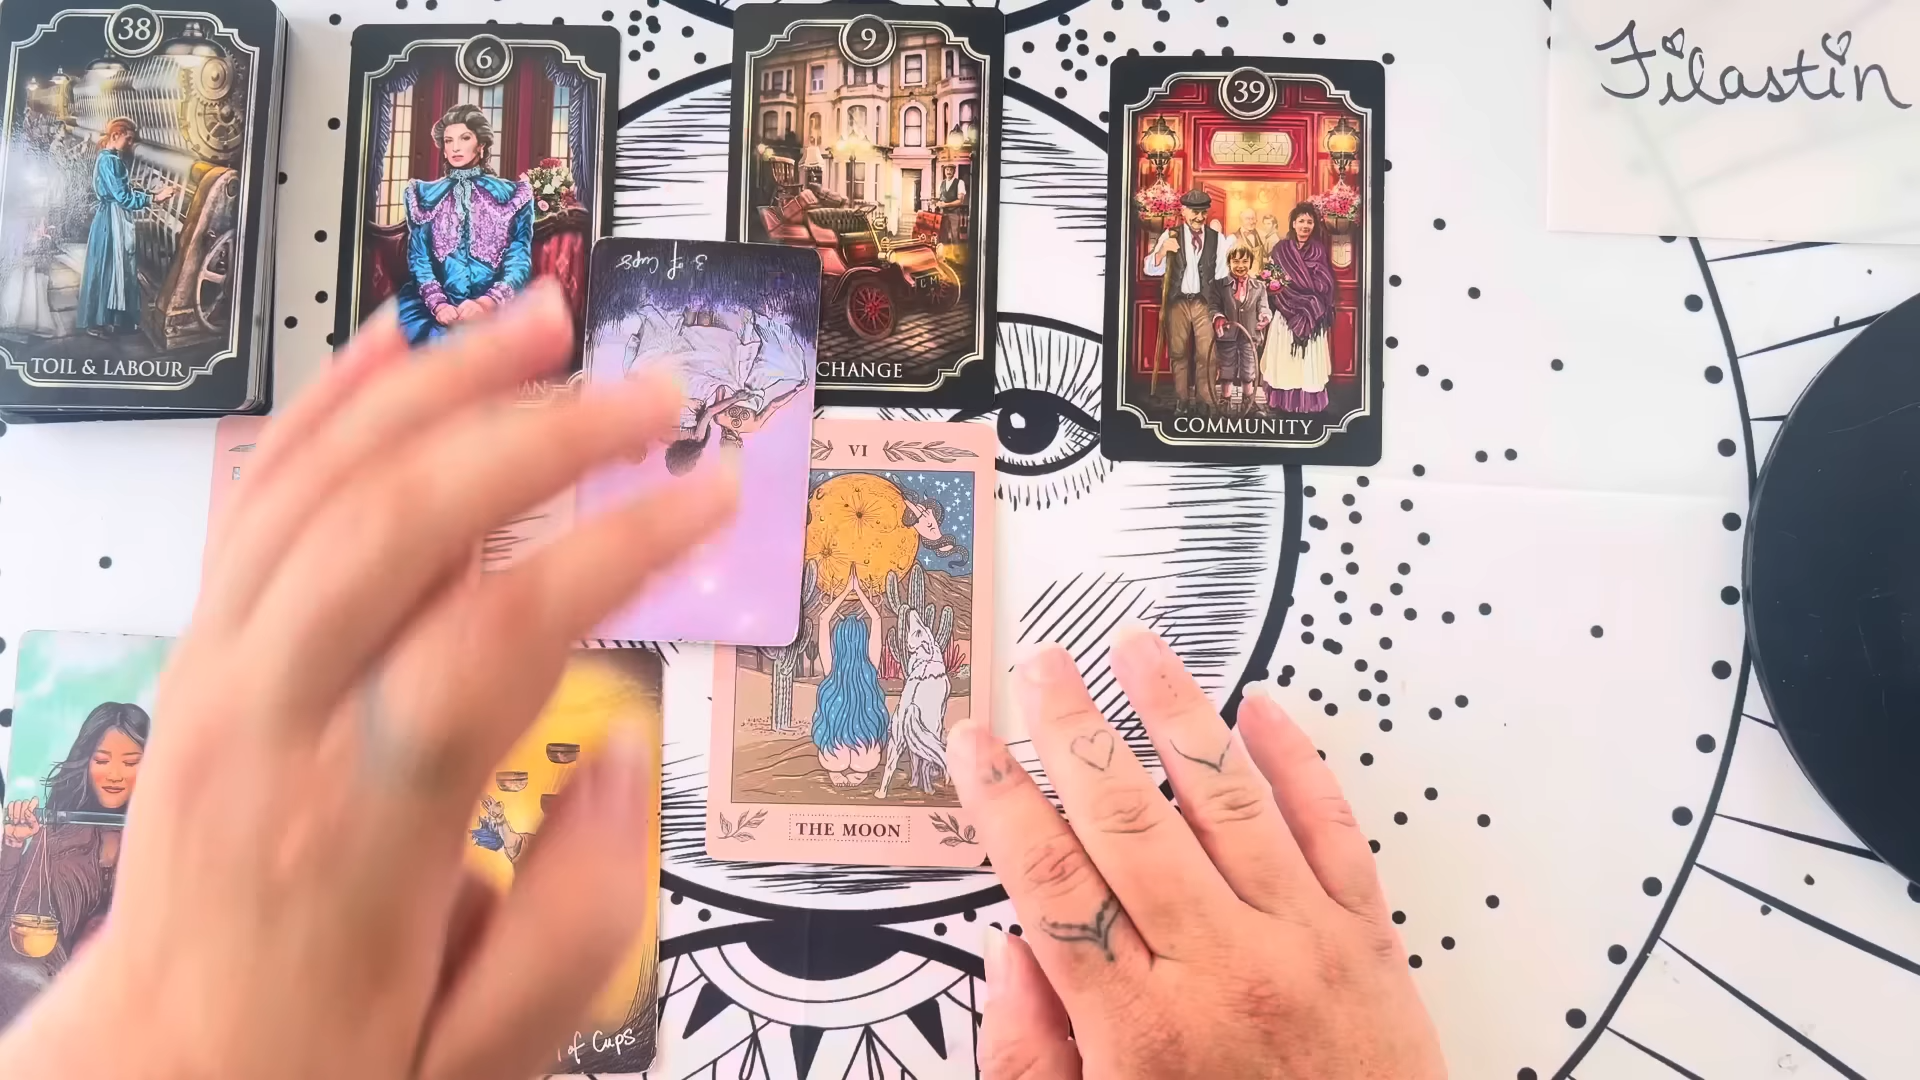 38
TOIL & LABOUR
6
9
CHANGE
39
COMMUNITY
Filastin
3 of Cups
VI
THE MOON
of Cups